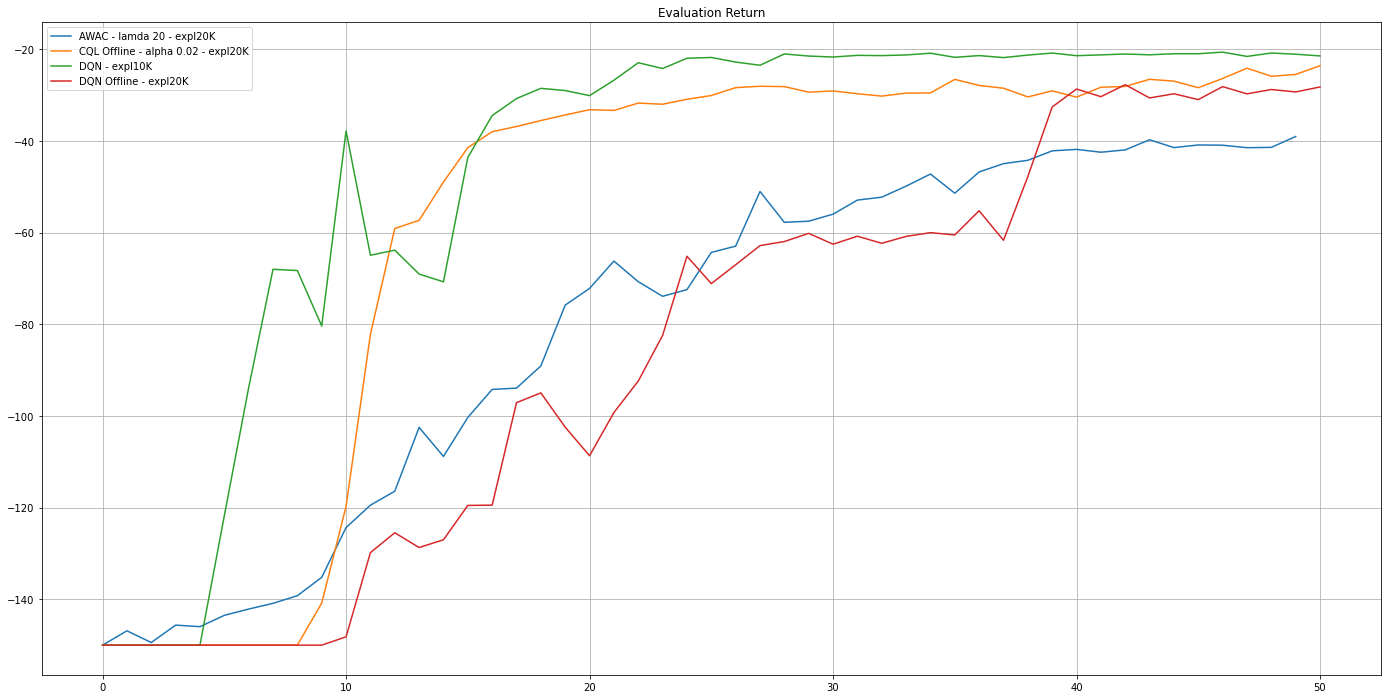 Evaluation Return
AWAC - lamda 20 - expl20K
CQL Offline - alpha 0.02 - expl20K
DQN - expl10K
DQN Offline - expl20K
−20
−40
−60
−80
−100
−120
−140
0 10 20 30 40 50